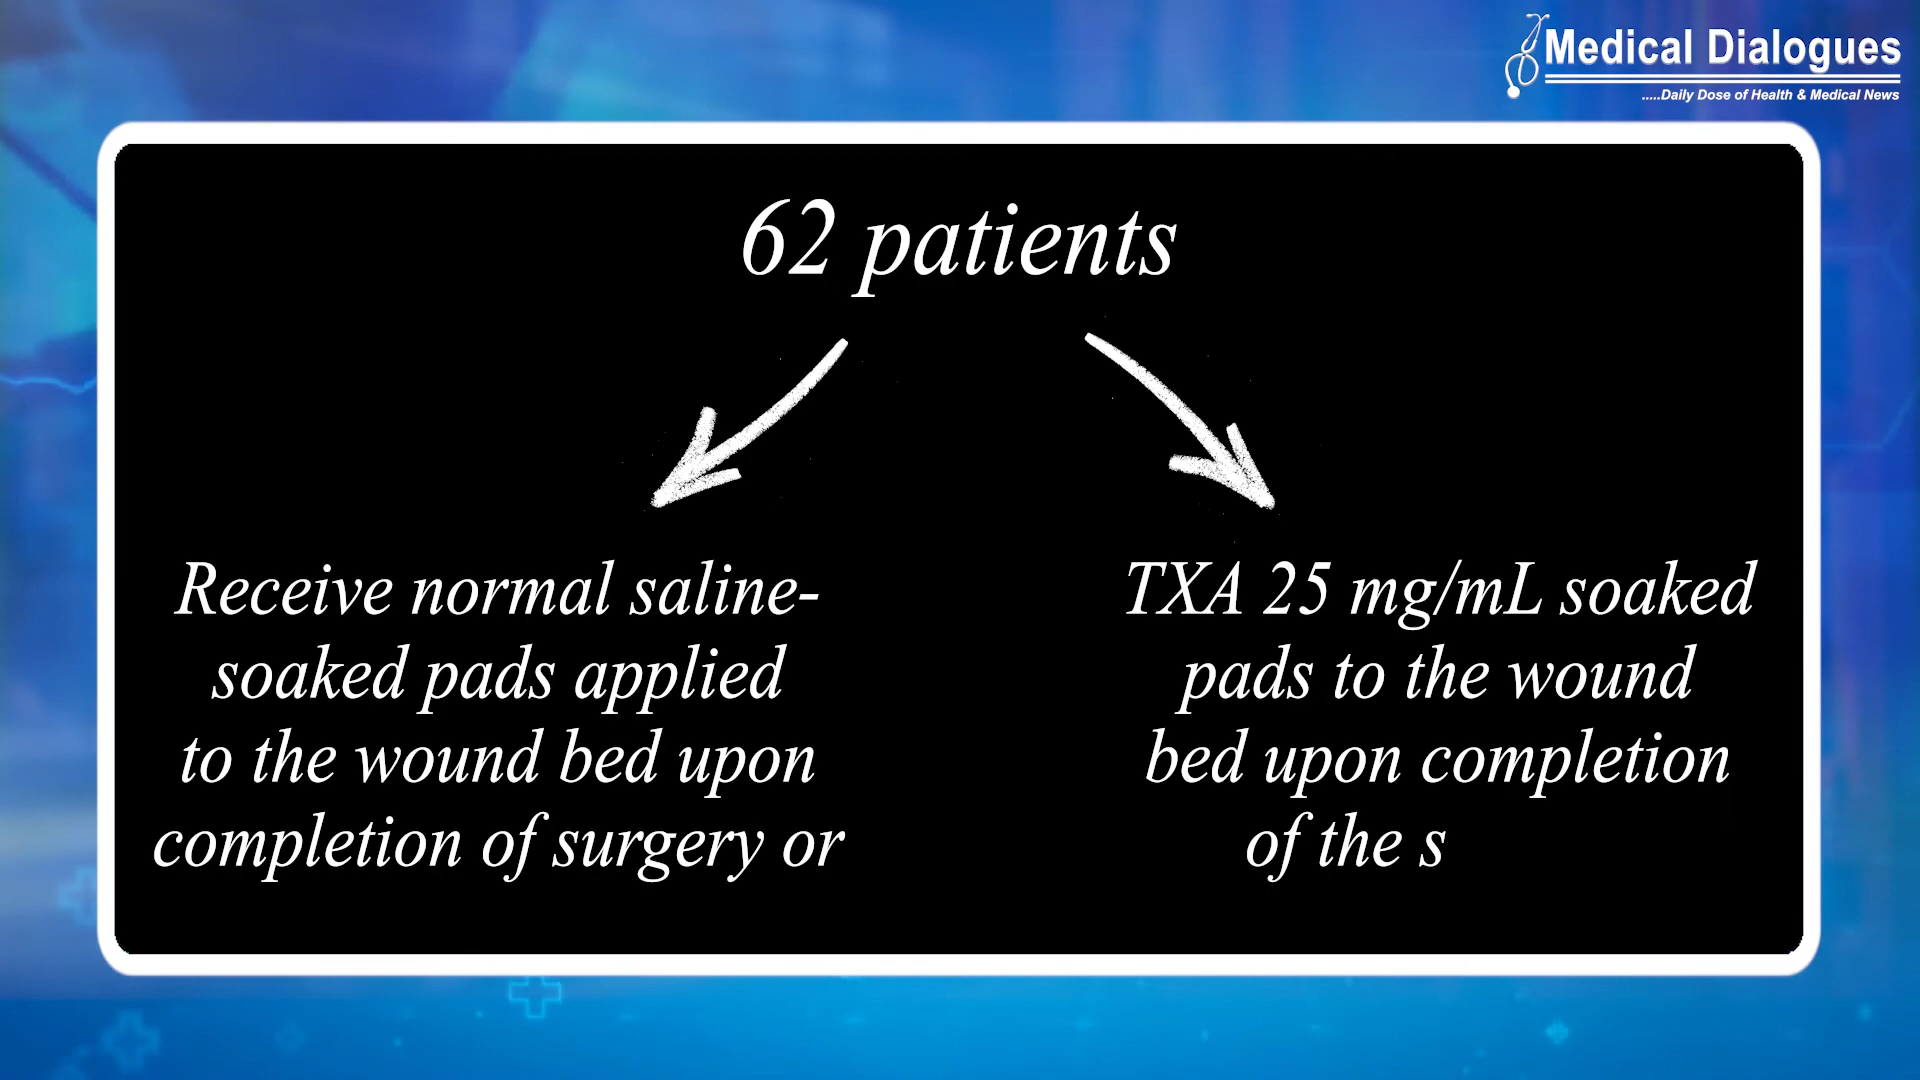 Medical Dialogues
.....Daily Dose of Health & Medical News
62 patients
Receive normal saline-
soaked pads applied
to the wound bed upon
completion of surgery or
TXA 25 mg/mL soaked
pads to the wound
bed upon completion
of the s